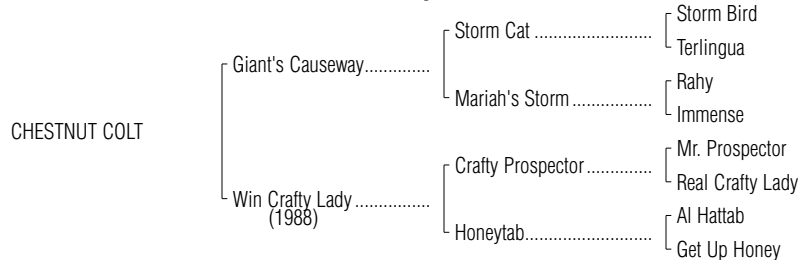 Storm Bird
Storm Cat ........................
Terlingua
Giant's Causeway..............
Rahy
Mariah's Storm .................
Immense
CHESTNUT COLT
Mr. Prospector
Crafty Prospector ..............
Real Crafty Lady
Win Crafty Lady ................
(1988)
Al Hattab
Honeytab..........................
Get Up Honey